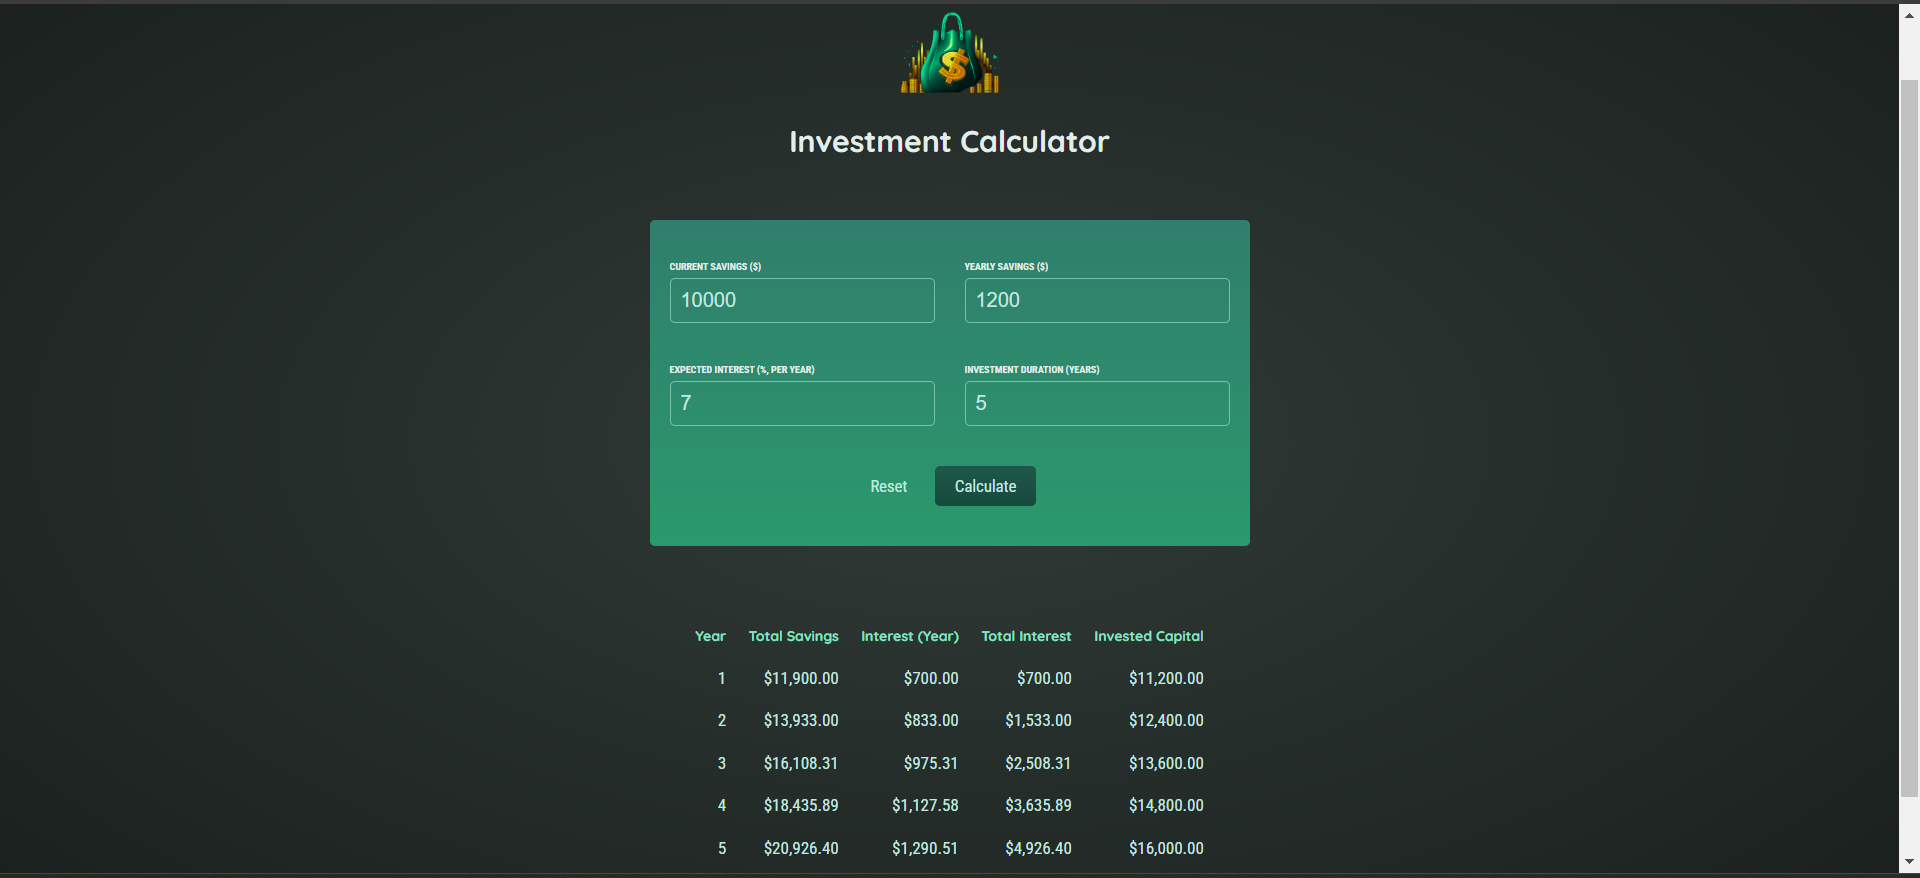 $
Investment Calculator
CURRENT SAVINGS ($) YEARLY SAVINGS ($)
10000 1200
EXPECTED INTEREST (%, PER YEAR) INVESTMENT DURATION (YEARS)
7 5
Reset Calculate
Year Total Savings Interest (Year) Total Interest Invested Capital
1 $11,900.00 $700.00 $700.00 $11,200.00
2 $13,933.00 $833.00 $1,533.00 $12,400.00
3 $16,108.31 $975.31 $2,508.31 $13,600.00
4 $18,435.89 $1,127.58 $3,635.89 $14,800.00
5 $20,926.40 $1,290.51 $4,926.40 $16,000.00